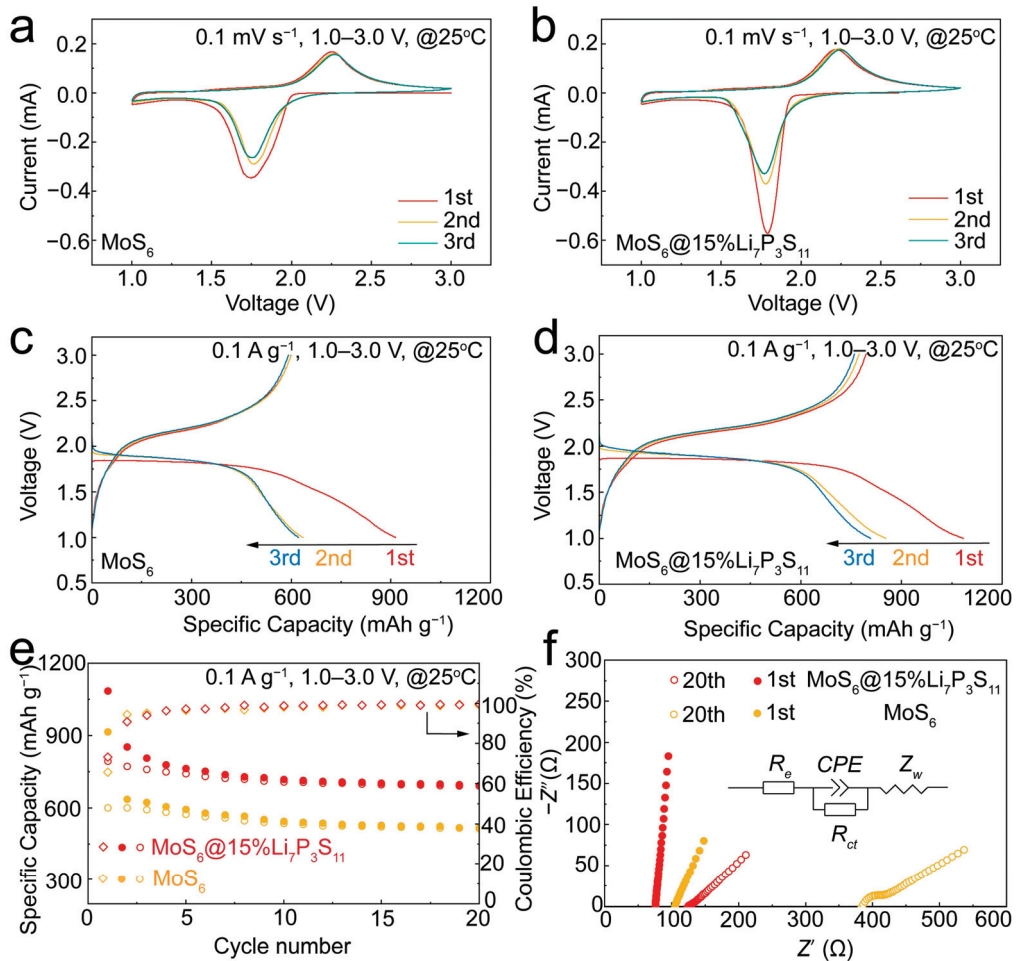 a
0.1 mV s⁻¹, 1.0–3.0 V, @25°C
Current (mA)
0.2
0.0
−0.2
−0.4
−0.6
1st
2nd
3rd
MoS₆
1.0 1.5 2.0 2.5 3.0
Voltage (V)
b
0.1 mV s⁻¹, 1.0–3.0 V, @25°C
Current (mA)
0.2
0.0
−0.2
−0.4
−0.6
1st
2nd
3rd
MoS₆@15%Li₇P₃S₁₁
1.0 1.5 2.0 2.5 3.0
Voltage (V)
c
0.1 A g⁻¹, 1.0–3.0 V, @25°C
Voltage (V)
3.0
2.5
2.0
1.5
1.0
0.5
3rd 2nd 1st
MoS₆
0 300 600 900 1200
Specific Capacity (mAh g⁻¹)
d
0.1 A g⁻¹, 1.0–3.0 V, @25°C
Voltage (V)
3.0
2.5
2.0
1.5
1.0
0.5
3rd 2nd 1st
MoS₆@15%Li₇P₃S₁₁
0 300 600 900 1200
Specific Capacity (mAh g⁻¹)
e
0.1 A g⁻¹, 1.0–3.0 V, @25°C
Specific Capacity (mAh g⁻¹)
1200
900
600
300
MoS₆@15%Li₇P₃S₁₁
MoS₆
100
80
60
40
20
0
Coulombic Efficiency (%)
0 5 10 15 20
Cycle number
f
−Z″(Ω)
300
250
200
150
100
50
0
20th 1st MoS₆@15%Li₇P₃S₁₁
20th 1st MoS₆
Rₑ CPE Z_w
R_ct
0 100 200 300 400 500 600
Z′ (Ω)